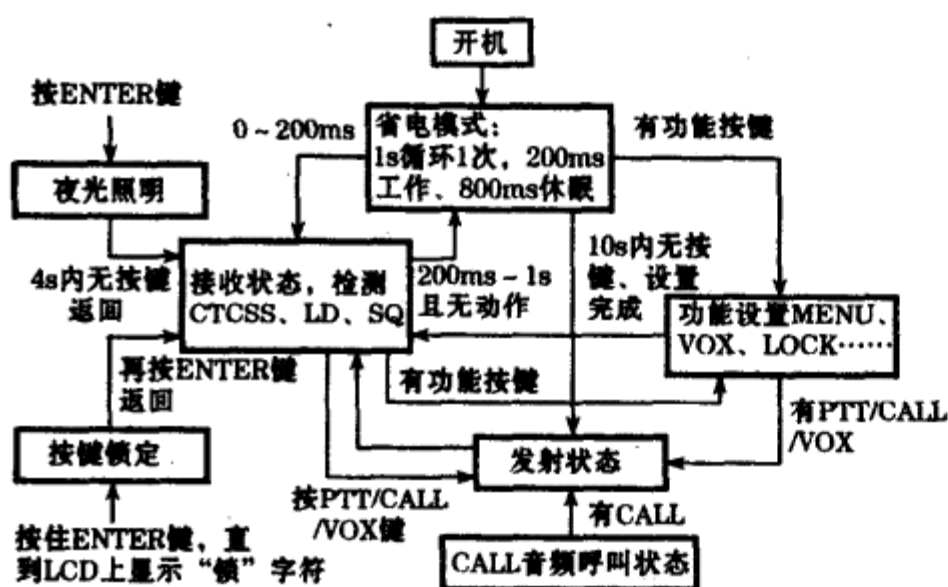 开机
按ENTER键
0~200ms
省电模式：
1s循环1次，200ms
工作、800ms休眠
有功能按键
夜光照明
4s内无按键
返回
接收状态，检测
CTCSS、LD、SQ
200ms~1s
且无动作
10s内无按
键、设置
完成
功能设置MENU、
VOX、LOCK……
再按ENTER键
返回
有功能按键
有PTT/CALL
/VOX
按键锁定
发射状态
按PTT/CALL
/VOX键
有CALL
按住ENTER键，直
到LCD上显示“锁”字符
CALL音频呼叫状态